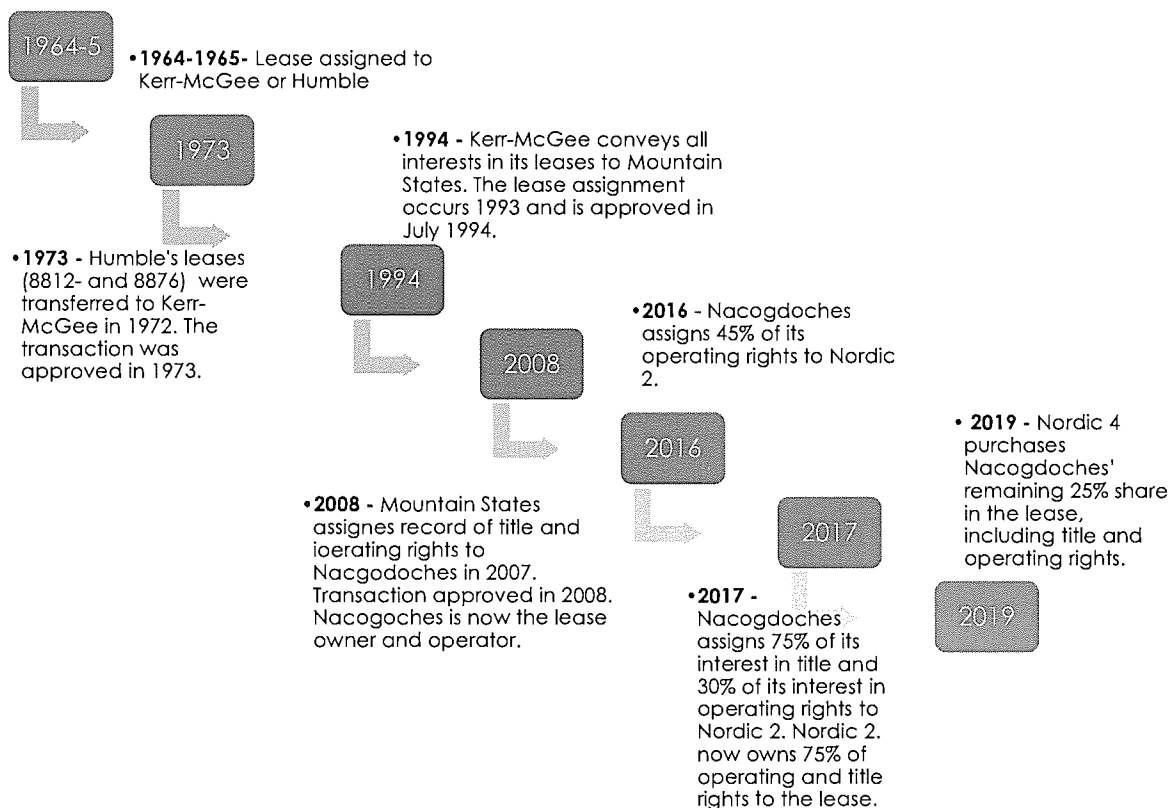 1964-5
•1964-1965- Lease assigned to
Kerr-McGee or Humble
1973
•1973 - Humble's leases
(8812- and 8876) were
transferred to Kerr-
McGee in 1972. The
transaction was
approved in 1973.
•1994 - Kerr-McGee conveys all
interests in its leases to Mountain
States. The lease assignment
occurs 1993 and is approved in
July 1994.
1994
2008
•2008 - Mountain States
assignes record of title and
ioerating rights to
Nacgodoches in 2007.
Transaction approved in 2008.
Nacogoches is now the lease
owner and operator.
•2016 - Nacogdoches
assigns 45% of its
operating rights to Nordic
2.
2016
2017
•2017 -
Nacogdoches
assigns 75% of its
interest in title and
30% of its interest in
operating rights to
Nordic 2. Nordic 2.
now owns 75% of
operating and title
rights to the lease.
• 2019 - Nordic 4
purchases
Nacogdoches'
remaining 25% share
in the lease,
including title and
operating rights.
2019